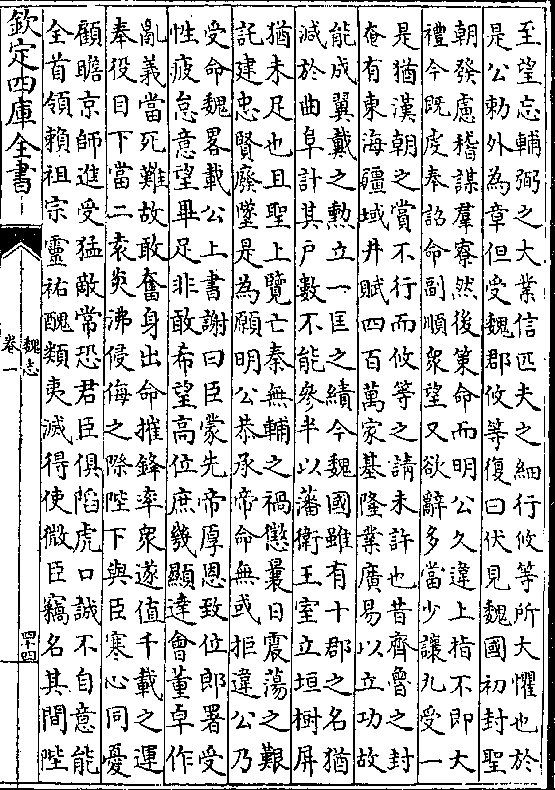 至望忘輔弼之大業信匹夫之細行攸等所大懼也於
是公勅外為章但受魏郡攸等復曰伏見魏國初封聖
朝發慮稽謀羣寮然後策命而明公久違上指不即大
禮今既虔奉詔命副順衆望又欲辭多當少讓九受一
是猶漢朝之賞不行而攸等之請未許也昔齊魯之封
奄有東海疆域井賦四百萬家基隆業廣易以立功故
能成翼戴之勲立一匡之績今魏國雖有十郡之名猶
減於曲阜計其戶數不能參半以藩衛王室立垣樹屏
猶未足也且聖上覽亡秦無輔之禍懲曩日震蕩之艱
託建忠賢廢墜是為願明公恭承帝命無或拒違公乃
受命魏畧載公上書謝曰臣蒙先帝厚恩致位郎署受
性疲怠意望畢足非敢希望高位庶幾顯達會董卓作
亂義當死難故敢奮身出命摧鋒率衆遂值千載之運
奉役目下當二袁炎沸侵侮之際陛下與臣寒心同憂
顧瞻京師進受猛敵常恐君臣俱陷虎口誠不自意能
全首領賴祖宗靈祐醜類夷滅得使微臣竊名其間陛
欽定四庫全書
魏志
卷一
四十四